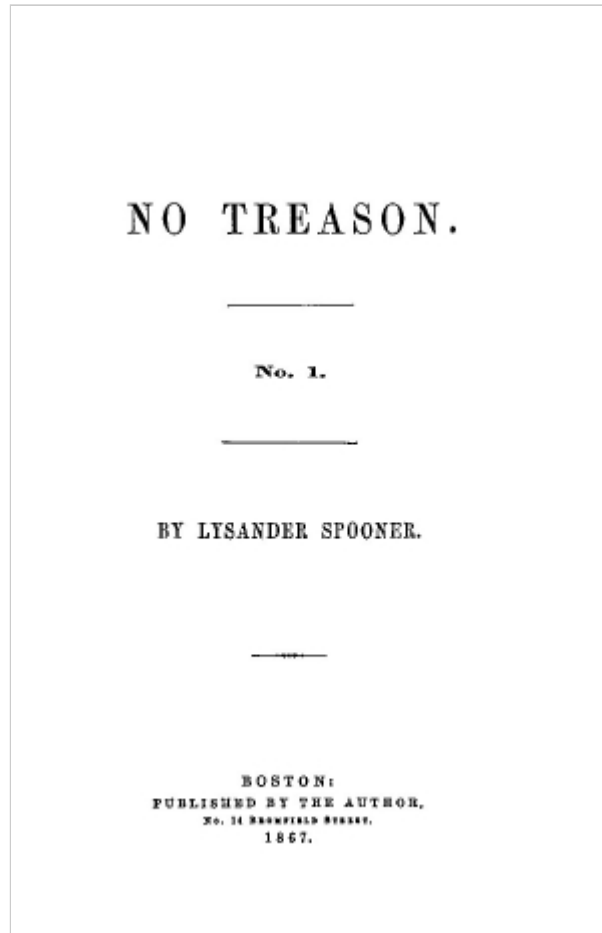 NO TREASON.
No. 1.
BY LYSANDER SPOONER.
BOSTON:
PUBLISHED BY THE AUTHOR,
No. 14 BROMFIELD STREET.
1867.